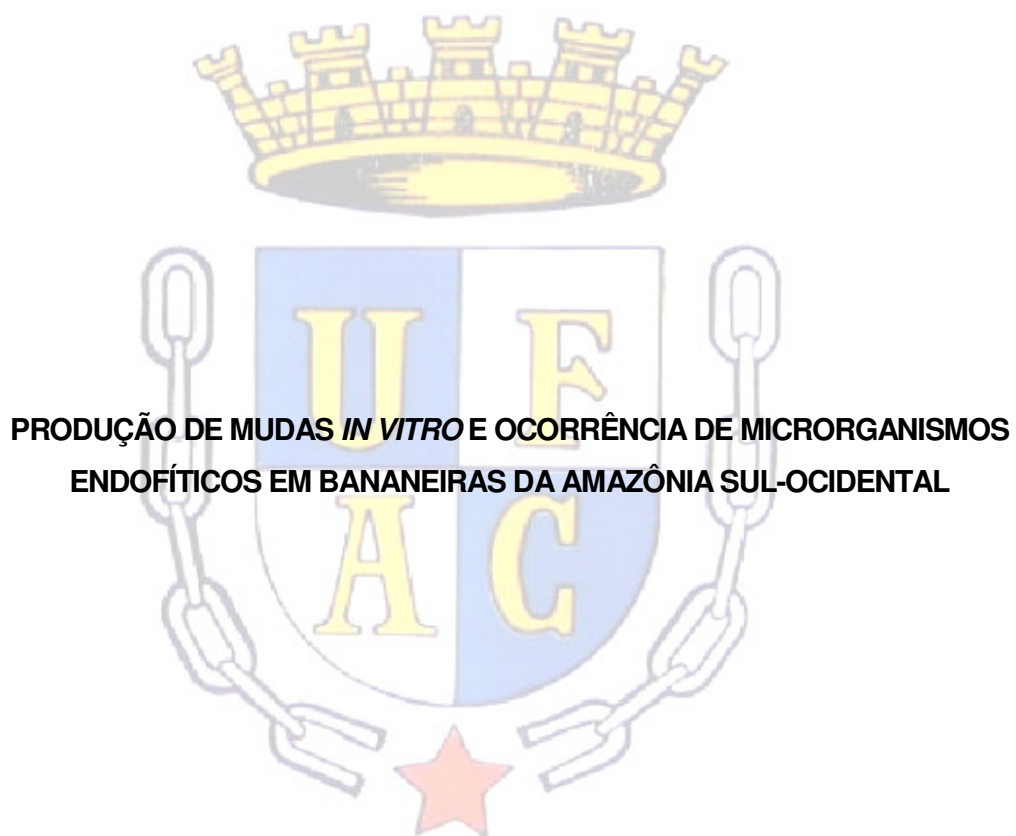 U F
PRODUÇÃO DE MUDAS IN VITRO E OCORRÊNCIA DE MICRORGANISMOS
ENDOFÍTICOS EM BANANEIRAS DA AMAZÔNIA SUL-OCIDENTAL
A C